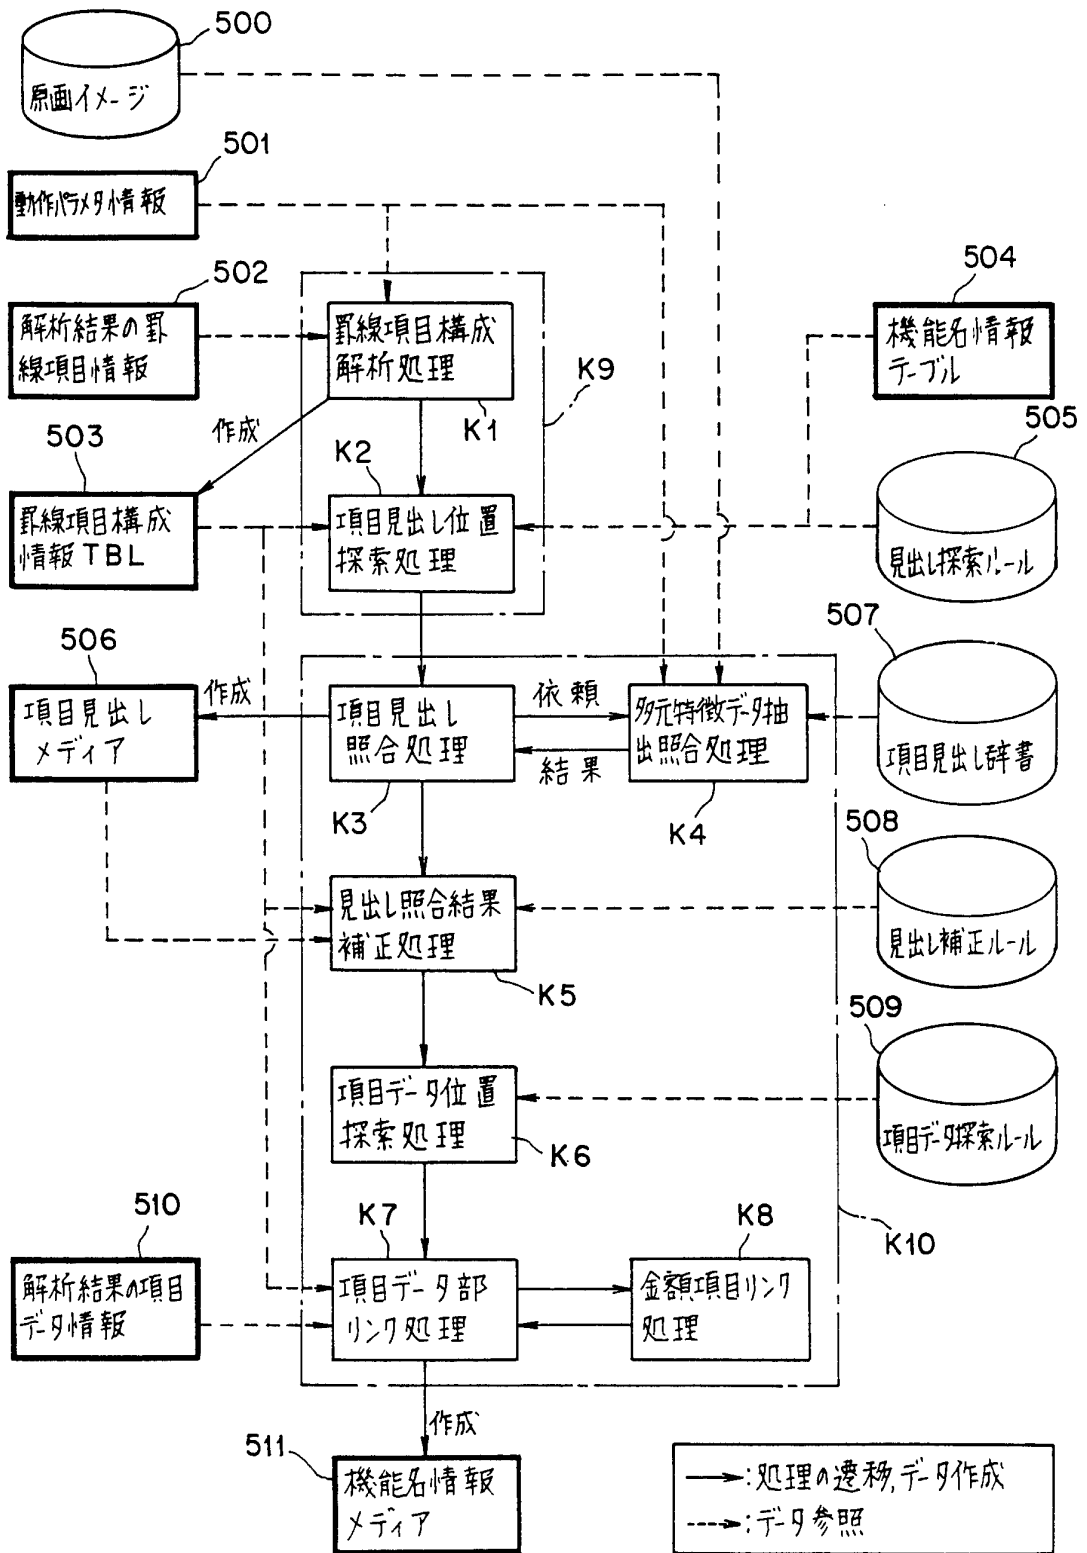 500
原画イメージ
501
動作パラメタ情報
502
解析結果の罫
線項目情報
罫線項目構成
解析処理
K1
K9
504
機能名情報
テーブル
作成
503
罫線項目構成
情報TBL
K2
項目見出し位置
探索処理
505
見出し探索ルール
506
項目見出し
メディア
作成
項目見出し
照合処理
K3
依頼
結果
多元特徴データ抽
出照合処理
K4
507
項目見出し辞書
508
見出し補正ルール
見出し照合結果
補正処理
K5
509
項目データ探索ルール
項目データ位置
探索処理
K6
K10
510
解析結果の項目
データ情報
K7
項目データ部
リンク処理
K8
金額項目リンク
処理
作成
511
機能名情報
メディア
:処理の遷移,データ作成
:データ参照